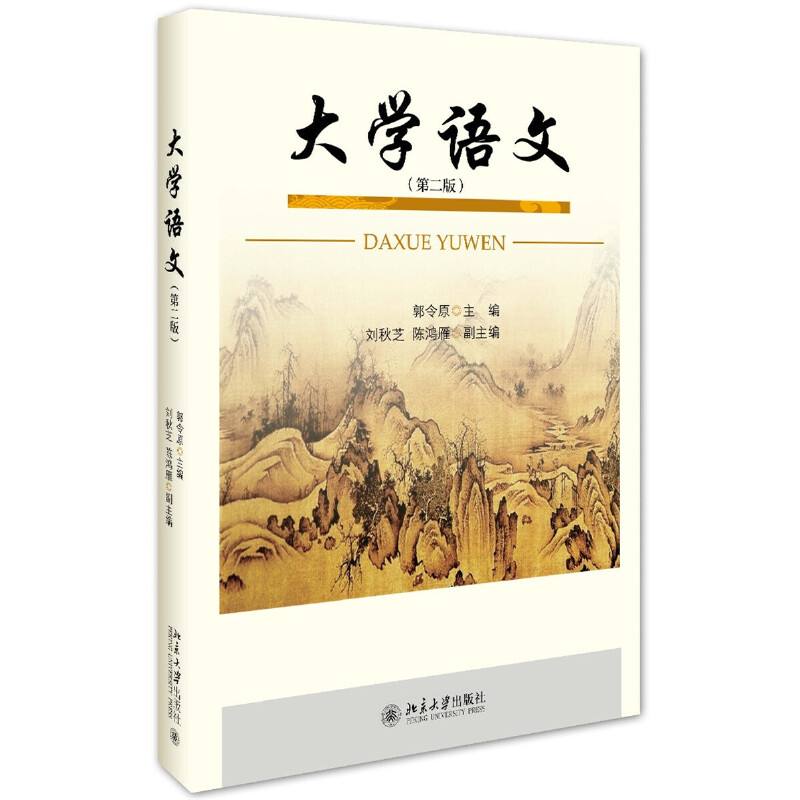 大学语文
(第二版)
DAXUE YUWEN
郭令原 主 编
刘秋芝 陈鸿雁 副主编
北京大学出版社
PEKING UNIVERSITY PRESS
大学语文(第二版)
郭令原 主编
刘秋芝 陈鸿雁 副主编
北京大学出版社
PEKING UNIVERSITY PRESS